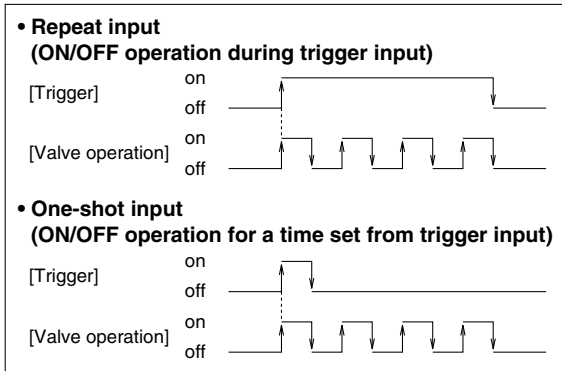 • Repeat input
(ON/OFF operation during trigger input)
[Trigger]
on
off
[Valve operation]
on
off
• One-shot input
(ON/OFF operation for a time set from trigger input)
[Trigger]
on
off
[Valve operation]
on
off